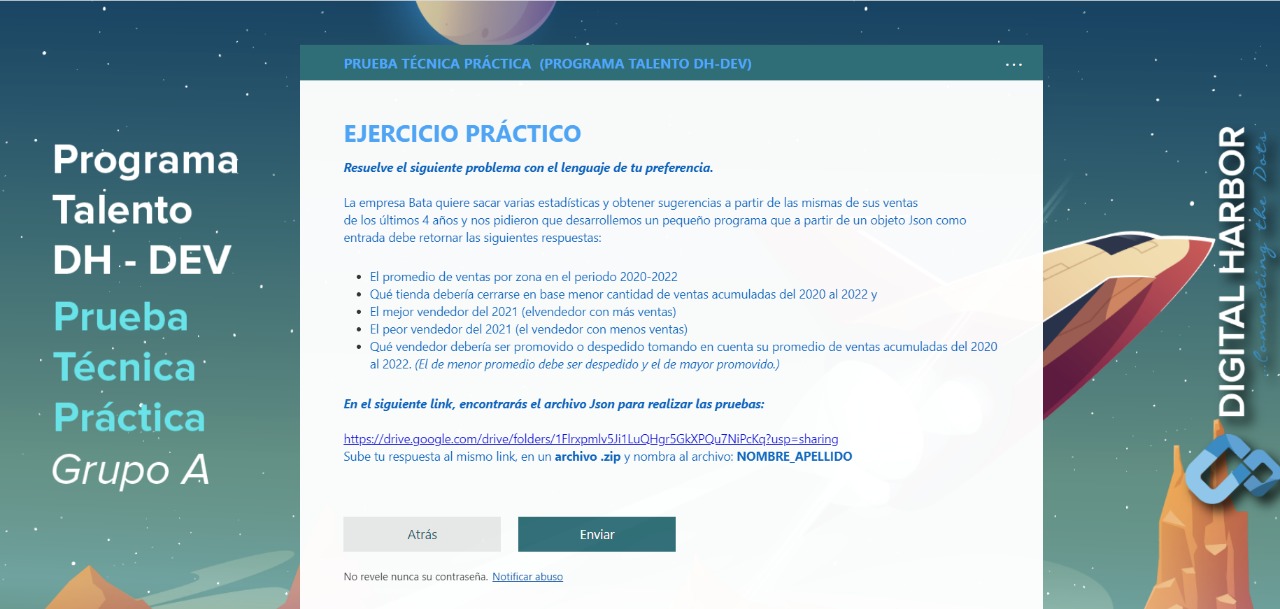 Programa
Talento
DH - DEV
Prueba
Técnica
Práctica
Grupo A
PRUEBA TÉCNICA PRÁCTICA (PROGRAMA TALENTO DH-DEV)
...
EJERCICIO PRÁCTICO
Resuelve el siguiente problema con el lenguaje de tu preferencia.
La empresa Bata quiere sacar varias estadísticas y obtener sugerencias a partir de las mismas de sus ventas
de los últimos 4 años y nos pidieron que desarrollemos un pequeño programa que a partir de un objeto Json como
entrada debe retornar las siguientes respuestas:
• El promedio de ventas por zona en el periodo 2020-2022
• Qué tienda debería cerrarse en base menor cantidad de ventas acumuladas del 2020 al 2022 y
• El mejor vendedor del 2021 (elvendedor con más ventas)
• El peor vendedor del 2021 (el vendedor con menos ventas)
• Qué vendedor debería ser promovido o despedido tomando en cuenta su promedio de ventas acumuladas del 2020
al 2022. (El de menor promedio debe ser despedido y el de mayor promovido.)
En el siguiente link, encontrarás el archivo Json para realizar las pruebas:
https://drive.google.com/drive/folders/1Flrxpmlv5Ji1LuQHgr5GkXPQu7NiPcKq?usp=sharing
Sube tu respuesta al mismo link, en un archivo .zip y nombra al archivo: NOMBRE_APELLIDO
Atrás
Enviar
No revele nunca su contraseña. Notificar abuso
DIGITAL HARBOR
Connecting the Dots